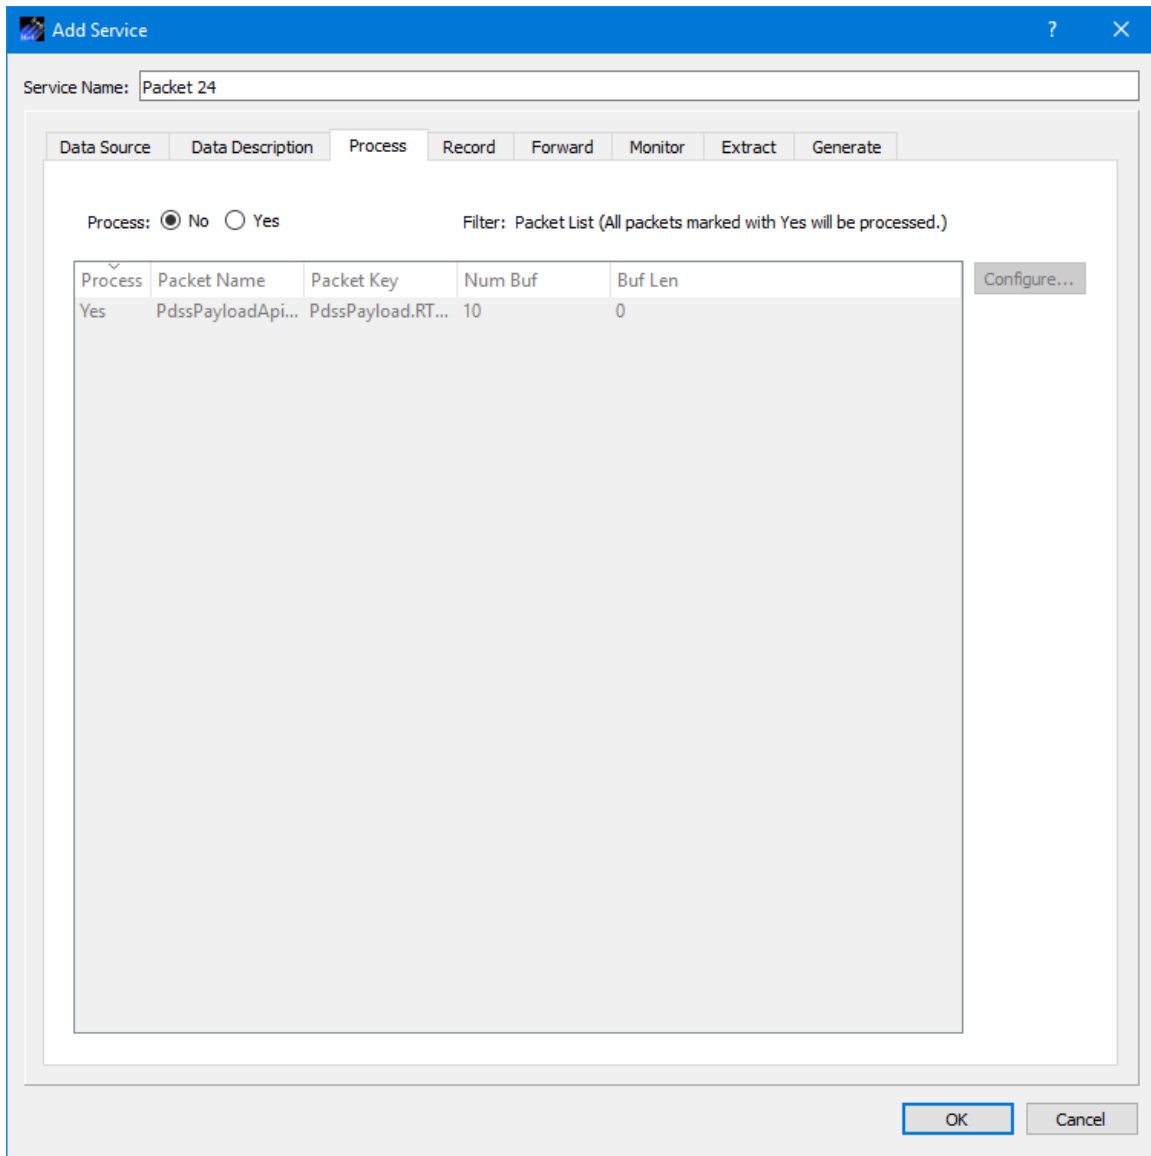 Add Service
Service Name: Packet 24
Data Source Data Description Process Record Forward Monitor Extract Generate
Process: No Yes Filter: Packet List (All packets marked with Yes will be processed.)
Process Packet Name Packet Key Num Buf Buf Len Configure...
Yes PdssPayloadApi... PdssPayload.RT... 10 0
OK Cancel